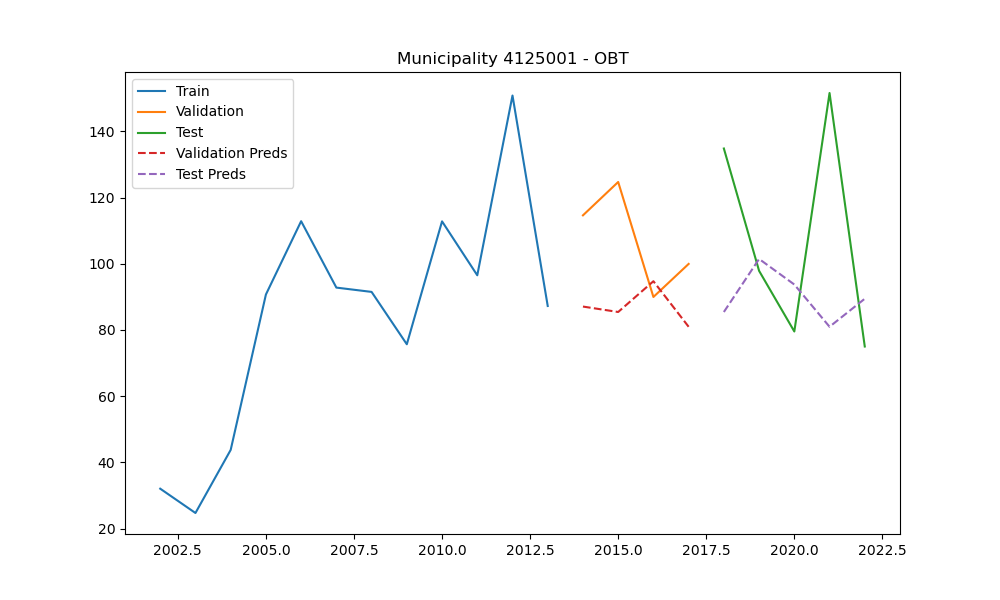 Municipality 4125001 - OBT
Train
Validation
Test
Validation Preds
Test Preds
140
120
100
80
60
40
20
2002.5 2005.0 2007.5 2010.0 2012.5 2015.0 2017.5 2020.0 2022.5